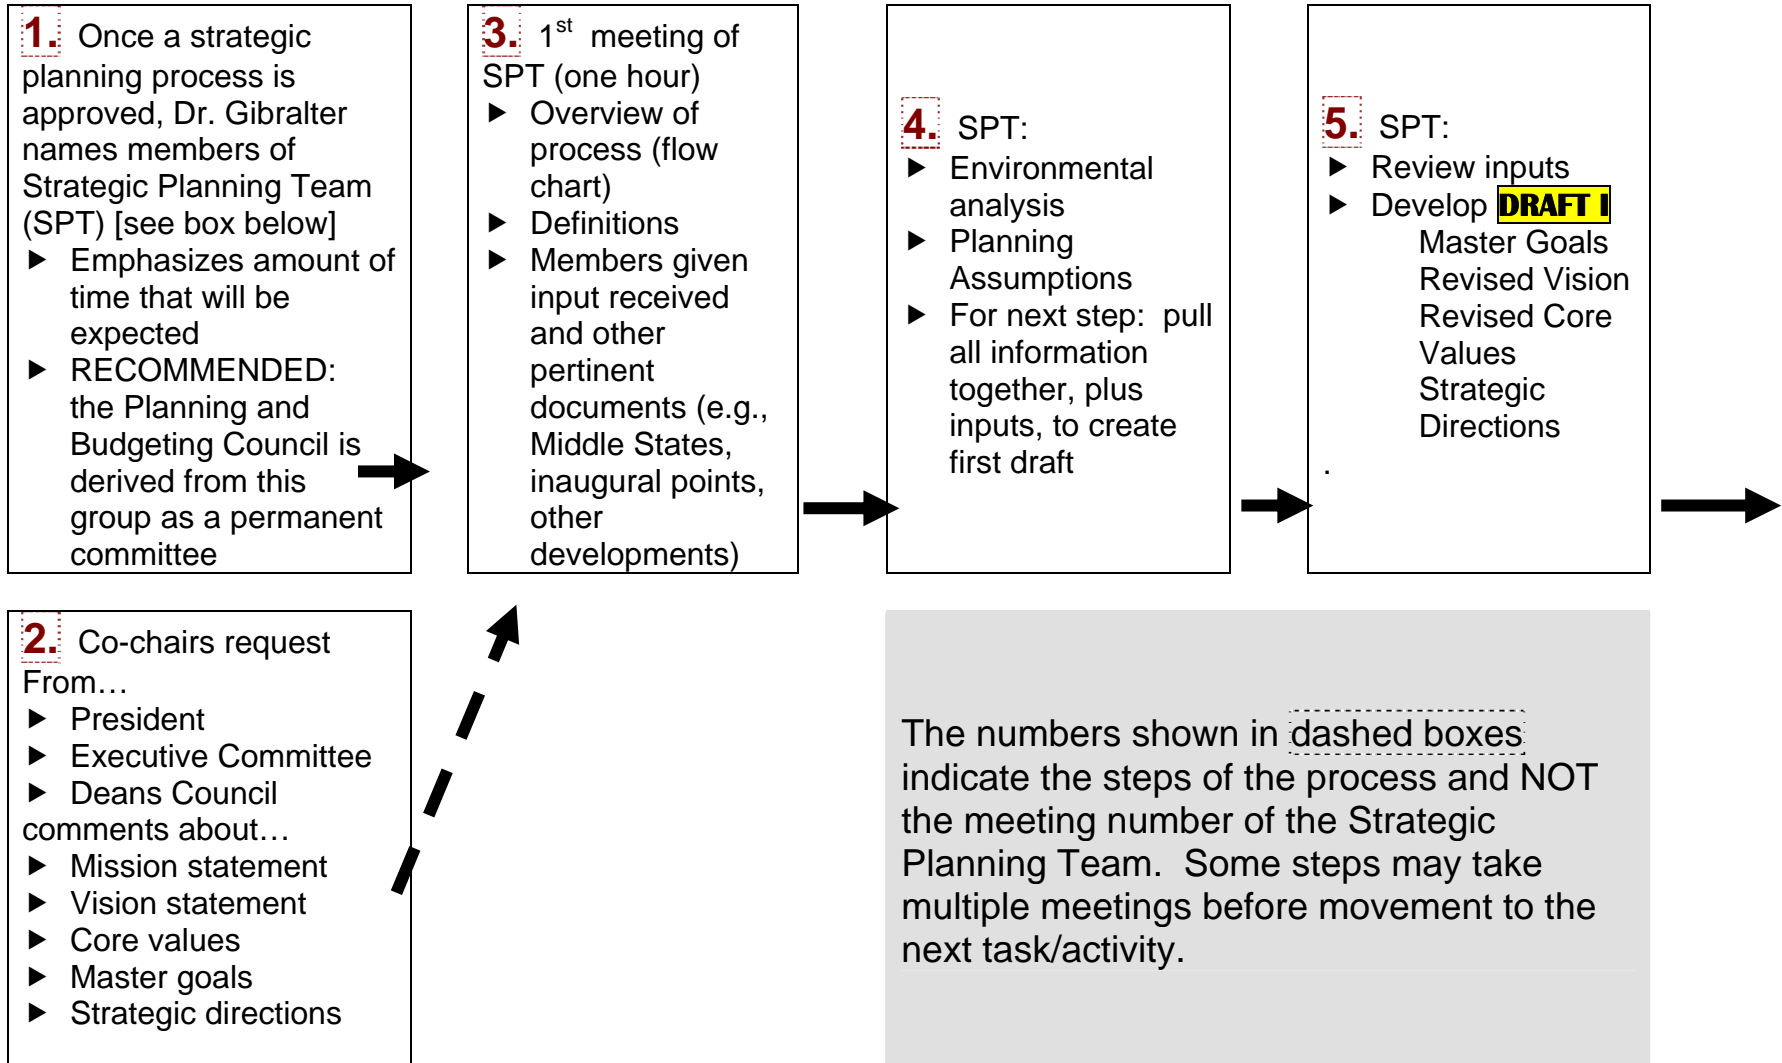 1. Once a strategic
planning process is
approved, Dr. Gibralter
names members of
Strategic Planning Team
(SPT) [see box below]
► Emphasizes amount of
time that will be
expected
► RECOMMENDED:
the Planning and
Budgeting Council is
derived from this
group as a permanent
committee
2. Co-chairs request
From…
► President
► Executive Committee
► Deans Council
comments about…
► Mission statement
► Vision statement
► Core values
► Master goals
► Strategic directions
3. 1st meeting of
SPT (one hour)
► Overview of
process (flow
chart)
► Definitions
► Members given
input received
and other
pertinent
documents (e.g.,
Middle States,
inaugural points,
other
developments)
4. SPT:
► Environmental
analysis
► Planning
Assumptions
► For next step: pull
all information
together, plus
inputs, to create
first draft
5. SPT:
► Review inputs
► Develop DRAFT I
Master Goals
Revised Vision
Revised Core
Values
Strategic
Directions
.
The numbers shown in dashed boxes
indicate the steps of the process and NOT
the meeting number of the Strategic
Planning Team. Some steps may take
multiple meetings before movement to the
next task/activity.